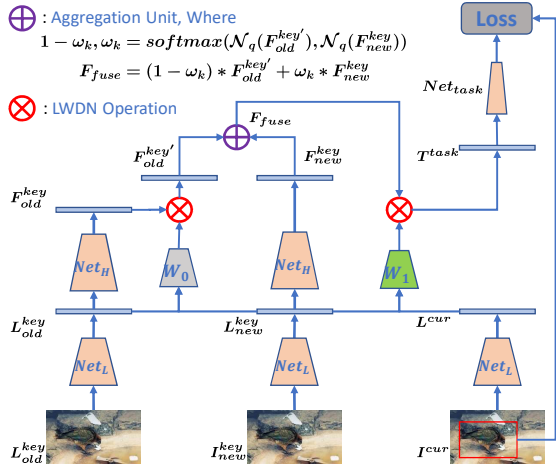 : Aggregation Unit, Where
1 − ω_k, ω_k = softmax(𝒩_q(F_old^key'), 𝒩_q(F_new^key))
F_fuse = (1 − ω_k) * F_old^key' + ω_k * F_new^key
: LWDN Operation
Loss
Net_task
F_fuse
F_old^key'
F_new^key
T^task
F_old^key
Net_H
W_0
Net_H
W_1
L_old^key
L_new^key
L^cur
Net_L
Net_L
Net_L
L_old^key
I_new^key
I^cur